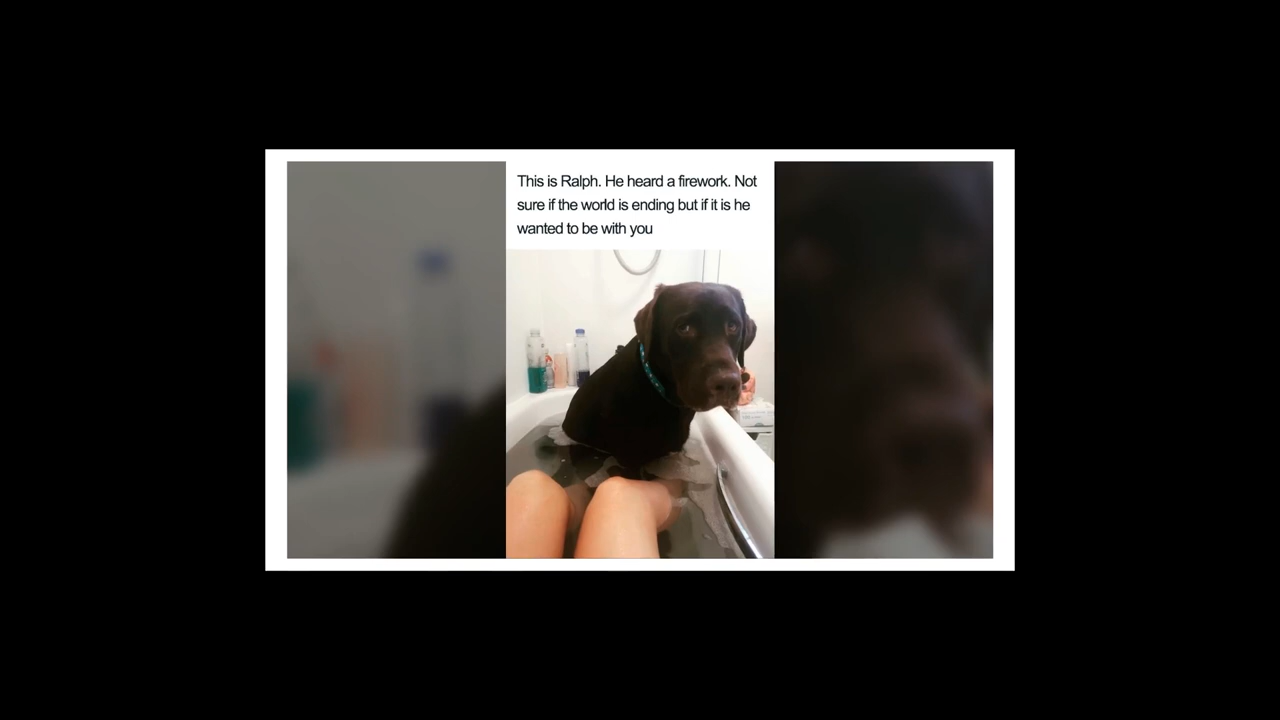 This is Ralph. He heard a firework. Not
sure if the world is ending but if it is he
wanted to be with you